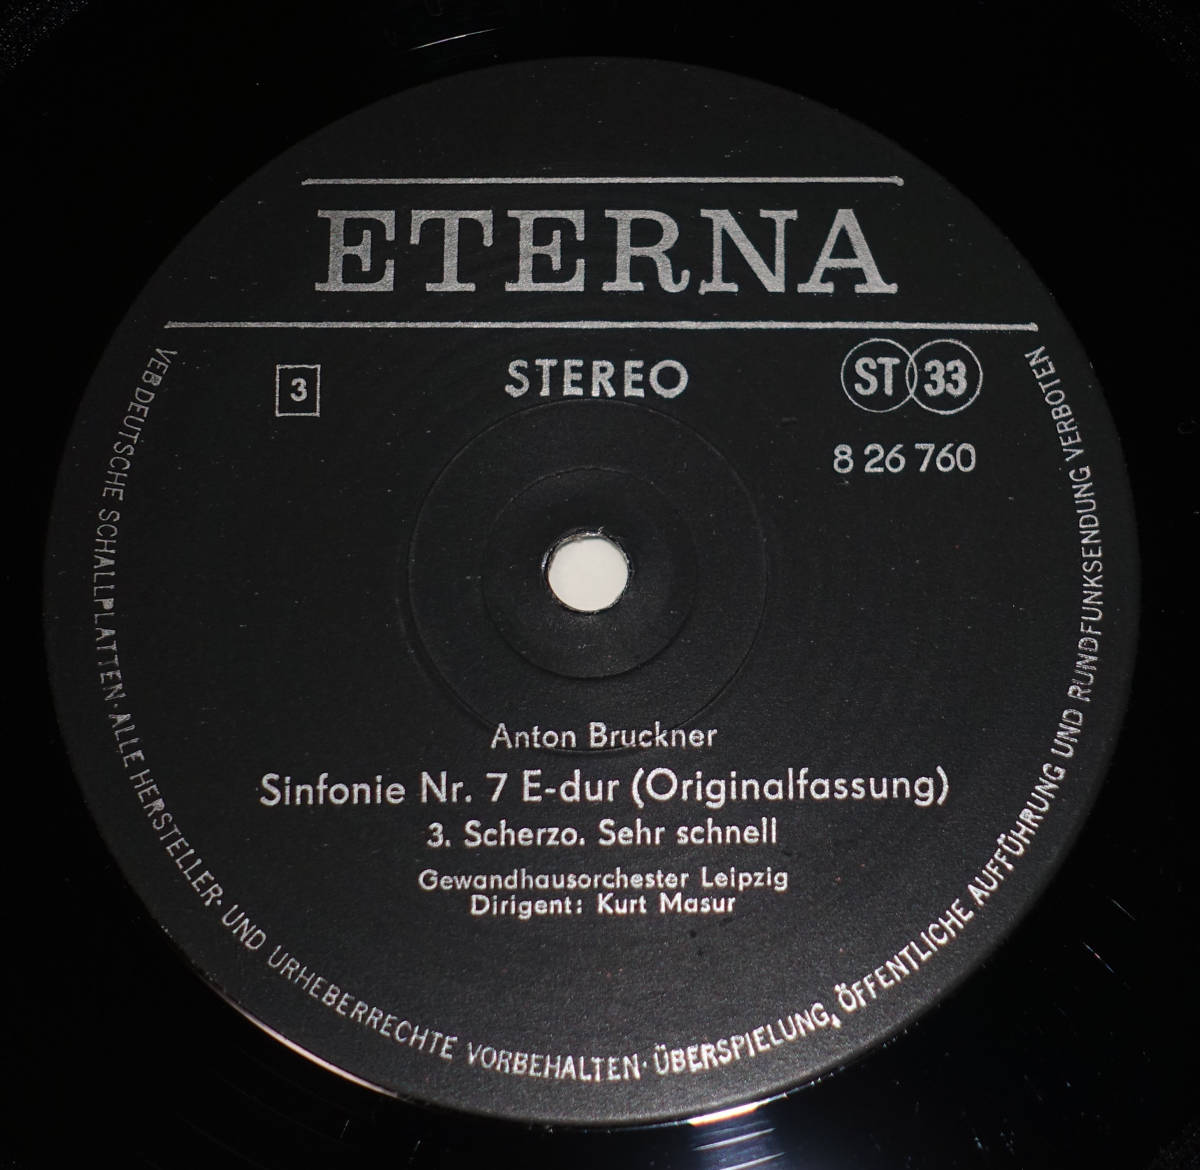 ETERNA
3
STEREO
ST 33
8 26 760
Anton Bruckner
Sinfonie Nr. 7 E-dur (Originalfassung)
3. Scherzo. Sehr schnell
Gewandhausorchester Leipzig
Dirigent: Kurt Masur
VEB DEUTSCHE SCHALLPLATTEN · ALLE HERSTELLER- UND URHEBERRECHTE VORBEHALTEN · ÜBERSPIELUNG, ÖFFENTLICHE AUFFÜHRUNG UND RUNDFUNKSENDUNG VERBOTEN